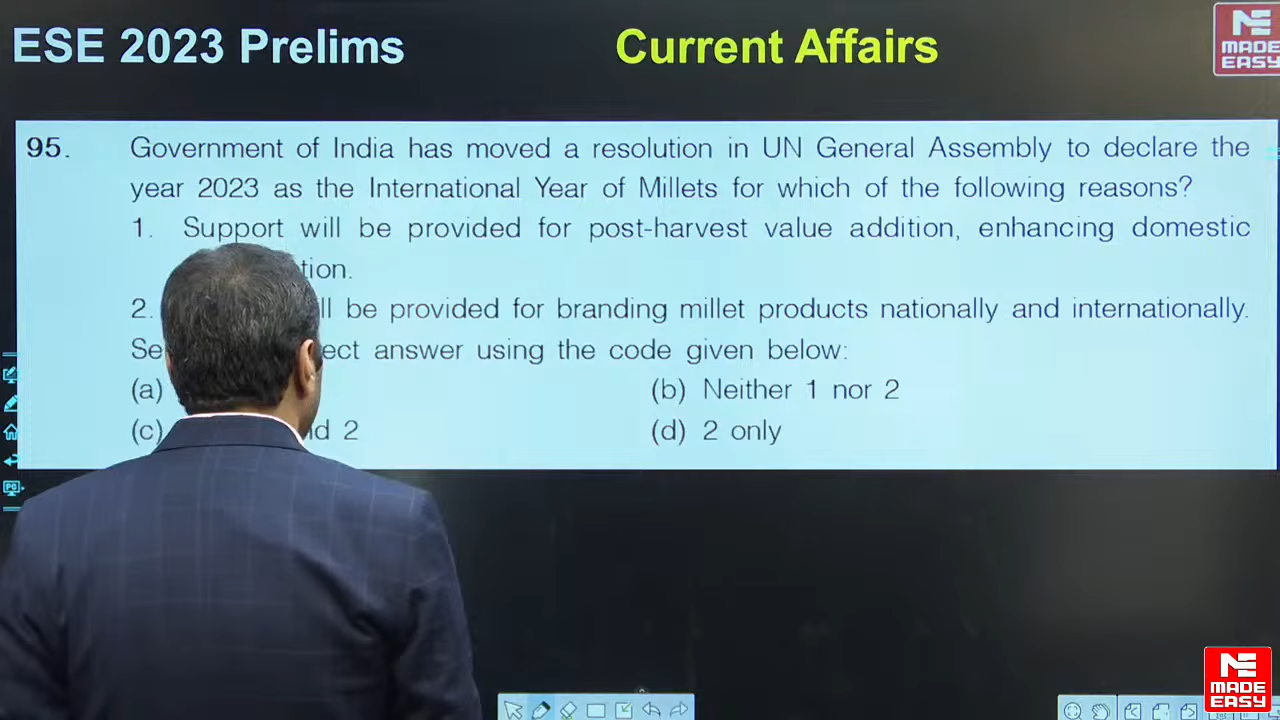 ESE 2023 Prelims
Current Affairs
MADE
EASY
95. Government of India has moved a resolution in UN General Assembly to declare the
year 2023 as the International Year of Millets for which of the following reasons?
1. Support will be provided for post-harvest value addition, enhancing domestic
tion.
2. ll be provided for branding millet products nationally and internationally.
Se ect answer using the code given below:
(a) (b) Neither 1 nor 2
(c) nd 2 (d) 2 only
MADE
EASY